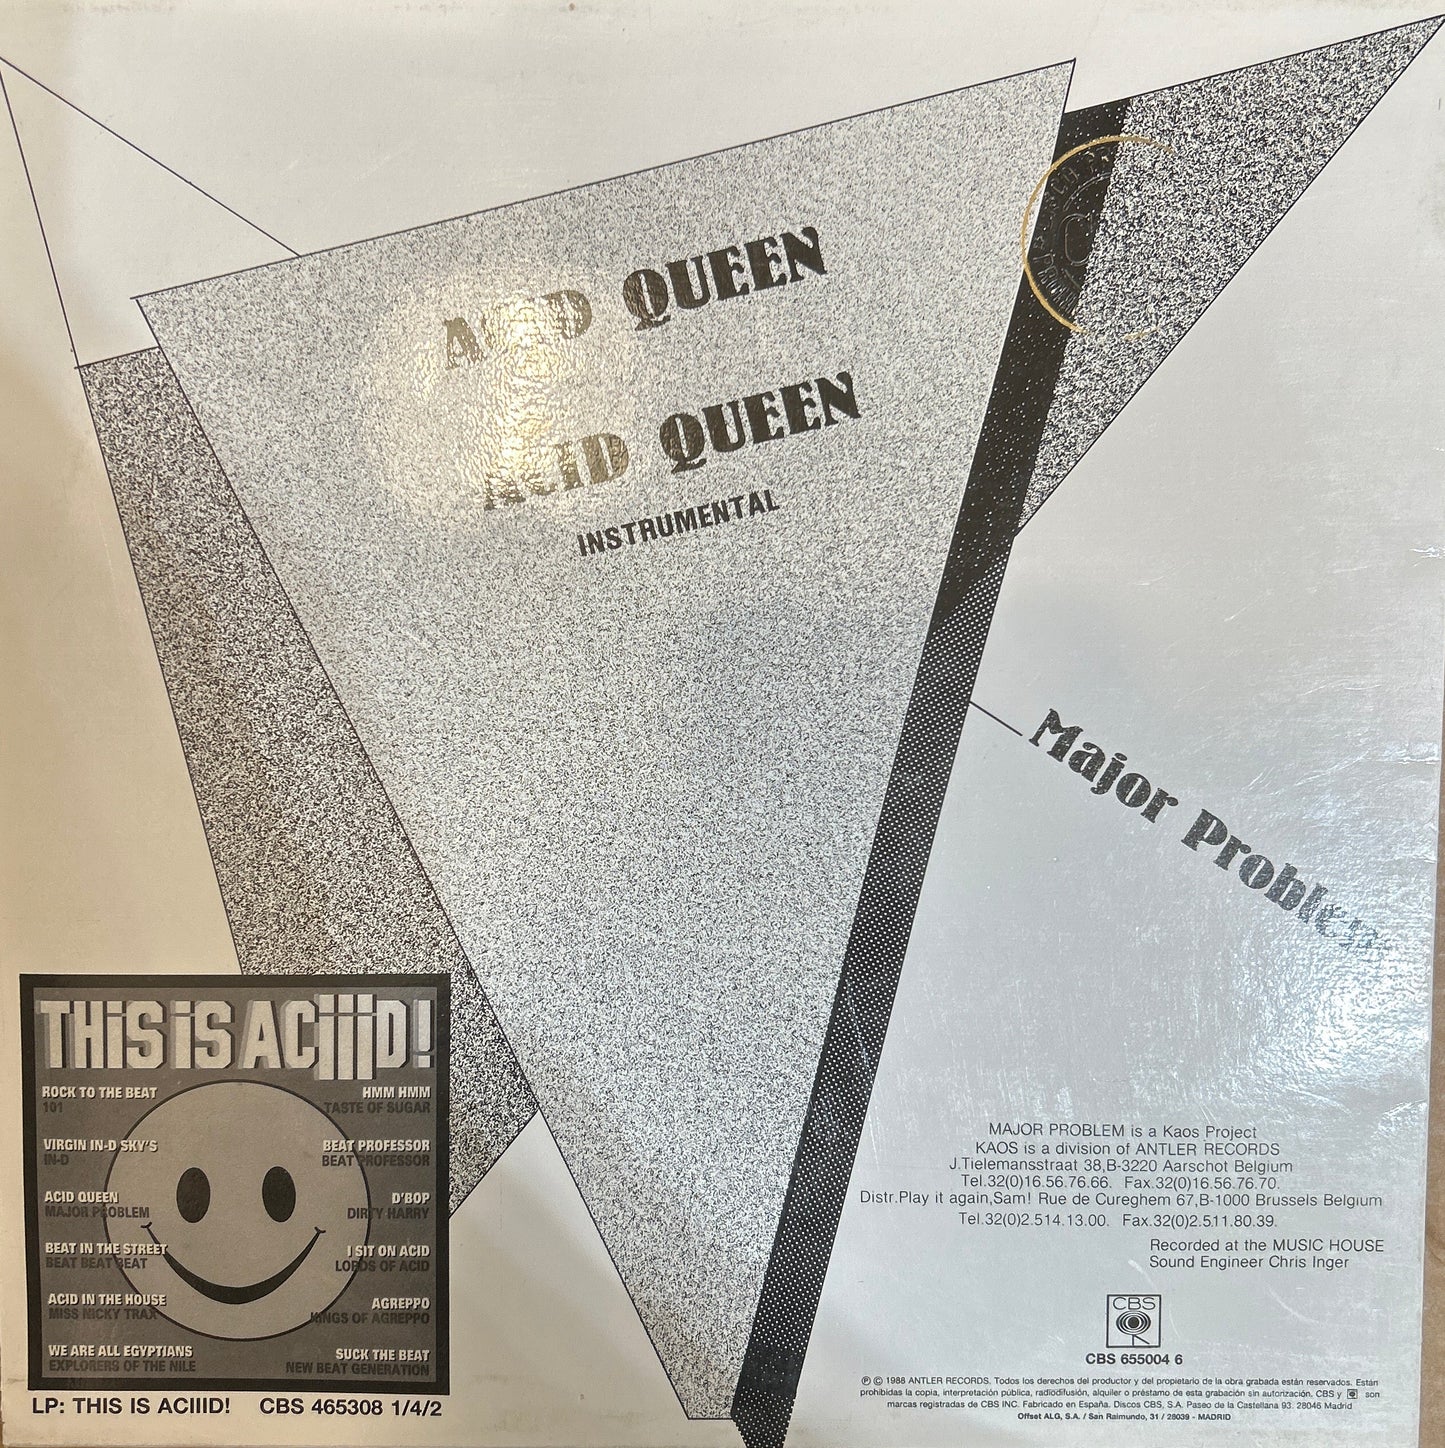 ACID QUEEN
ACID QUEEN
INSTRUMENTAL
Major Problem
THiS iS ACiiiD!
ROCK TO THE BEAT
101
VIRGIN IN-D SKY'S
IN-D
ACID QUEEN
MAJOR PROBLEM
BEAT IN THE STREET
BEAT BEAT BEAT
ACID IN THE HOUSE
MISS NICKY TRAX
WE ARE ALL EGYPTIANS
EXPLORERS OF THE NILE
HMM HMM
TASTE OF SUGAR
BEAT PROFESSOR
BEAT PROFESSOR
D'BOP
DIRTY HARRY
I SIT ON ACID
LORDS OF ACID
AGREPPO
KINGS OF AGREPPO
SUCK THE BEAT
NEW BEAT GENERATION
LP: THIS IS ACIIID! CBS 465308 1/4/2
MAJOR PROBLEM is a Kaos Project
KAOS is a division of ANTLER RECORDS
J.Tielemansstraat 38,B-3220 Aarschot Belgium
Tel.32(0)16.56.76.66. Fax.32(0)16.56.76.70.
Distr.Play it again,Sam! Rue de Cureghem 67,B-1000 Brussels Belgium
Tel.32(0)2.514.13.00. Fax.32(0)2.511.80.39.
Recorded at the MUSIC HOUSE
Sound Engineer Chris Inger
CBS
CBS 655004 6
℗ © 1988 ANTLER RECORDS. Todos los derechos del productor y del propietario de la obra grabada están reservados. Están
prohibidas la copia, interpretación pública, radiodifusión, alquiler o préstamo de esta grabación sin autorización. CBS y son
marcas registradas de CBS INC. Fabricado en España. Discos CBS, S.A. Paseo de la Castellana 93. 28046 Madrid
Offset ALG, S.A. / San Raimundo, 31 / 28039 - MADRID